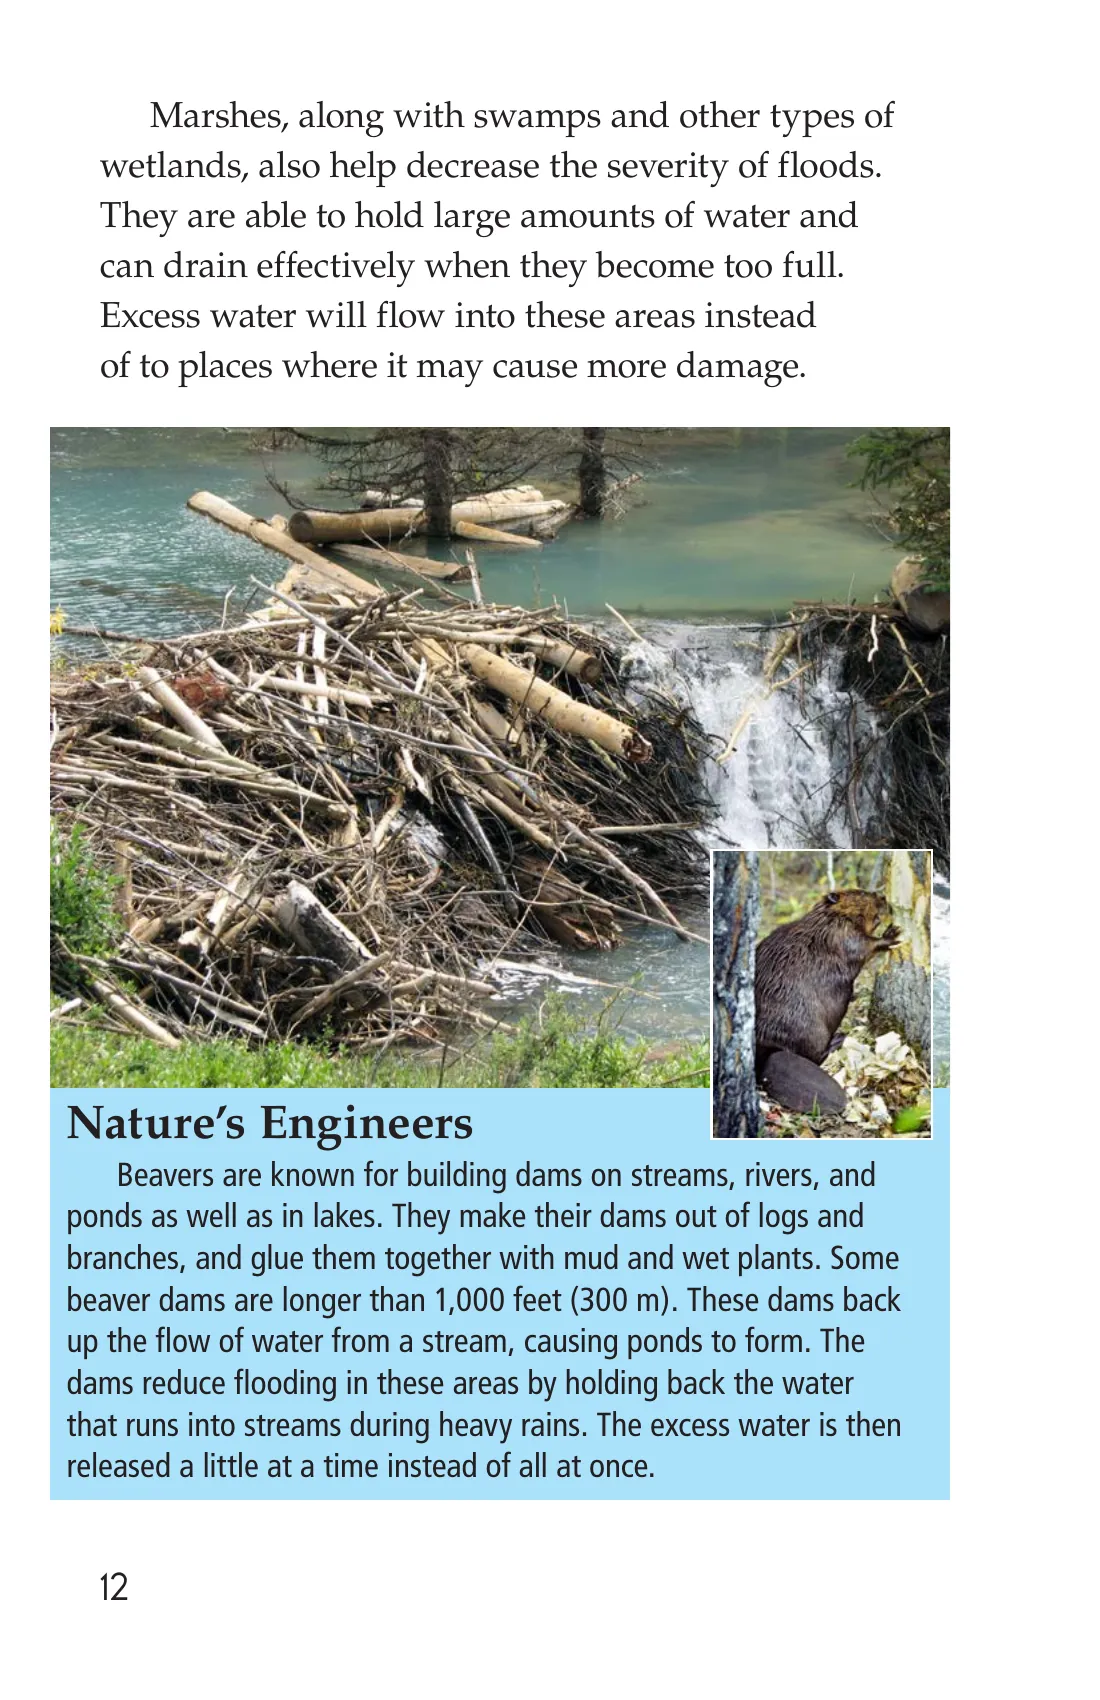 Marshes, along with swamps and other types of
wetlands, also help decrease the severity of floods.
They are able to hold large amounts of water and
can drain effectively when they become too full.
Excess water will flow into these areas instead
of to places where it may cause more damage.
Nature’s Engineers
Beavers are known for building dams on streams, rivers, and
ponds as well as in lakes. They make their dams out of logs and
branches, and glue them together with mud and wet plants. Some
beaver dams are longer than 1,000 feet (300 m). These dams back
up the flow of water from a stream, causing ponds to form. The
dams reduce flooding in these areas by holding back the water
that runs into streams during heavy rains. The excess water is then
released a little at a time instead of all at once.
12